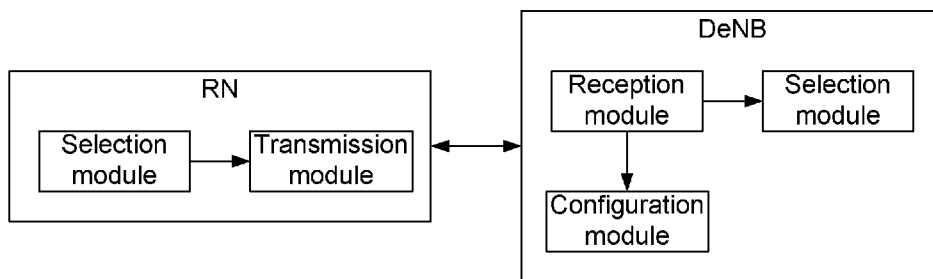 RN
Selection
module
Transmission
module
DeNB
Reception
module
Selection
module
Configuration
module